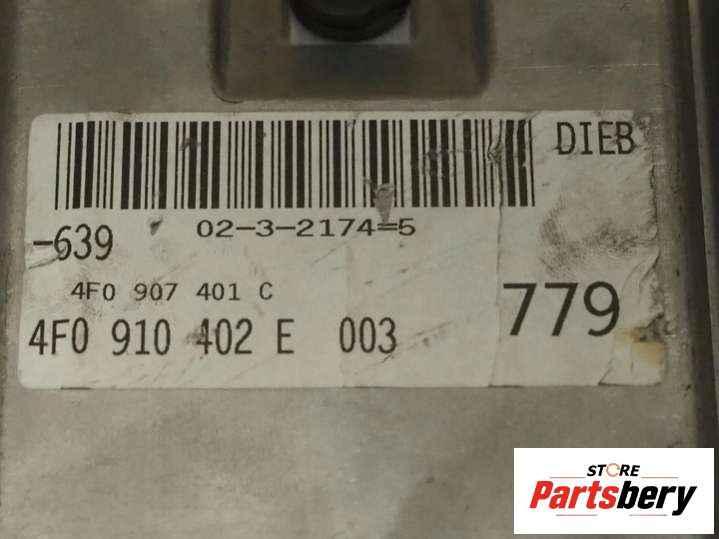 DIEB
02-3-2174=5
-639
4F0 907 401 C
779
4F0 910 402 E 003
STORE
Partsbery